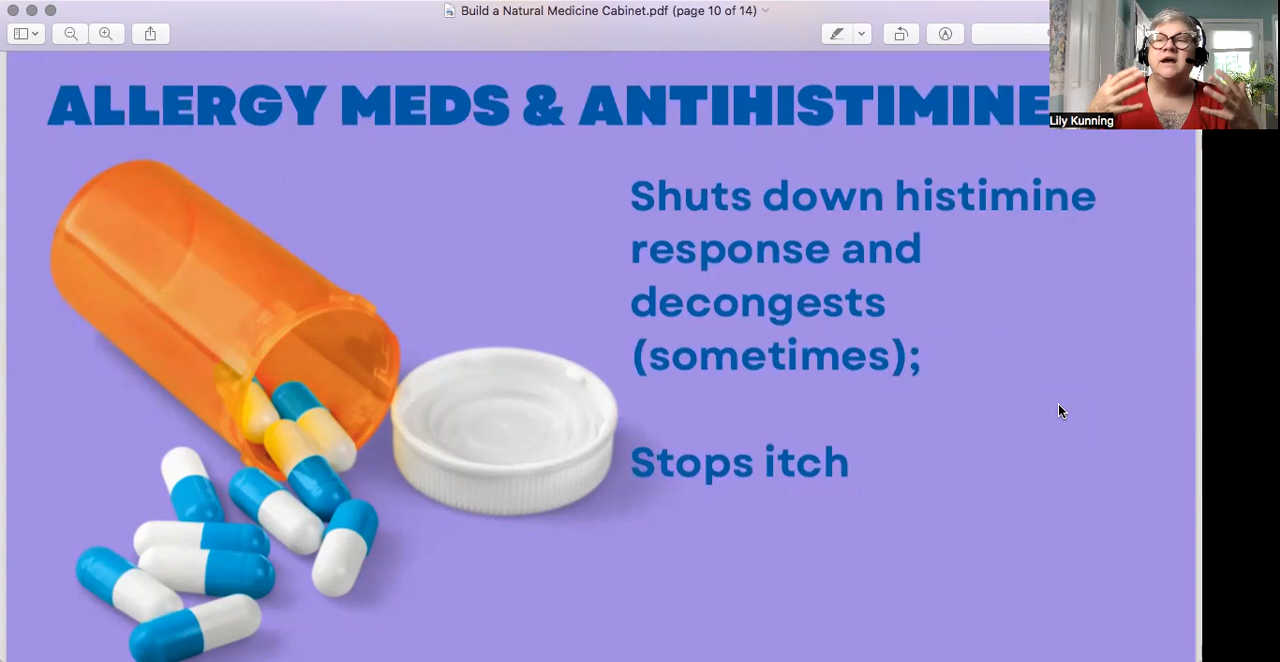 Build a Natural Medicine Cabinet.pdf (page 10 of 14)
Lily Kunning
ALLERGY MEDS & ANTIHISTIMINE
Shuts down histimine
response and
decongests
(sometimes);
Stops itch